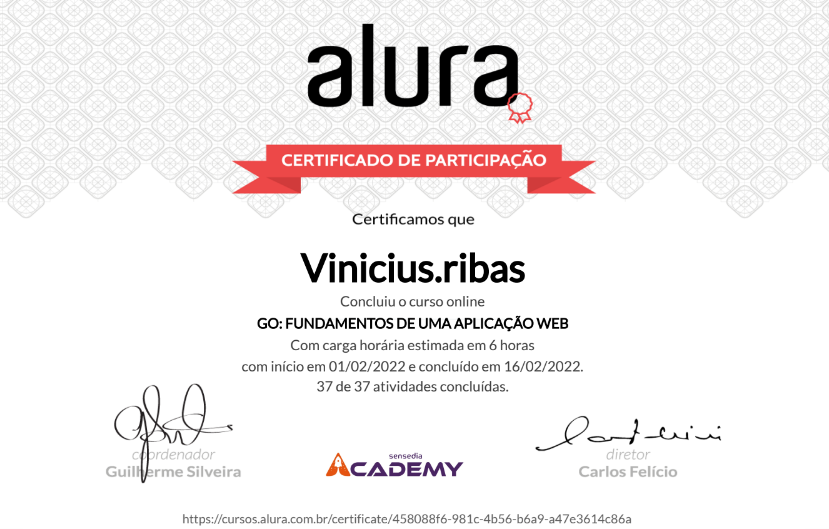 alura
CERTIFICADO DE PARTICIPAÇÃO
Certificamos que
Vinicius.ribas
Concluiu o curso online
GO: FUNDAMENTOS DE UMA APLICAÇÃO WEB
Com carga horária estimada em 6 horas
com início em 01/02/2022 e concluído em 16/02/2022.
37 de 37 atividades concluídas.
coordenador
Guilherme Silveira
sensedia
ACADEMY
diretor
Carlos Felício
https://cursos.alura.com.br/certificate/458088f6-981c-4b56-b6a9-a47e3614c86a